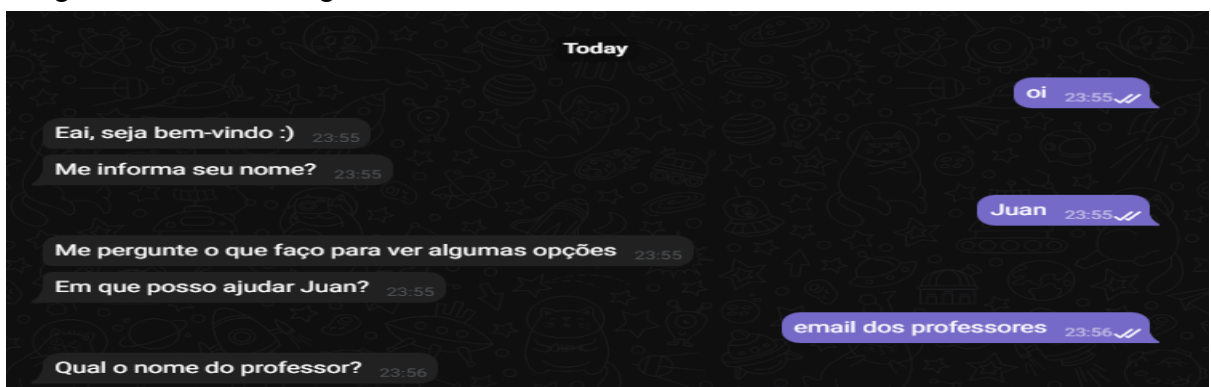 Today
oi 23:55
Eai, seja bem-vindo :) 23:55
Me informa seu nome? 23:55
Juan 23:55
Me pergunte o que faço para ver algumas opções 23:55
Em que posso ajudar Juan? 23:55
email dos professores 23:56
Qual o nome do professor? 23:56